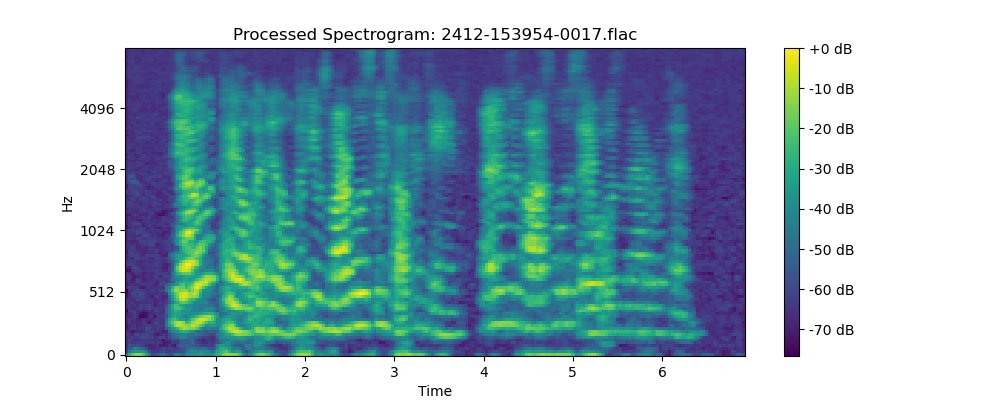 Processed Spectrogram: 2412-153954-0017.flac
Hz
4096
2048
1024
512
0
0 1 2 3 4 5 6
Time
+0 dB
-10 dB
-20 dB
-30 dB
-40 dB
-50 dB
-60 dB
-70 dB